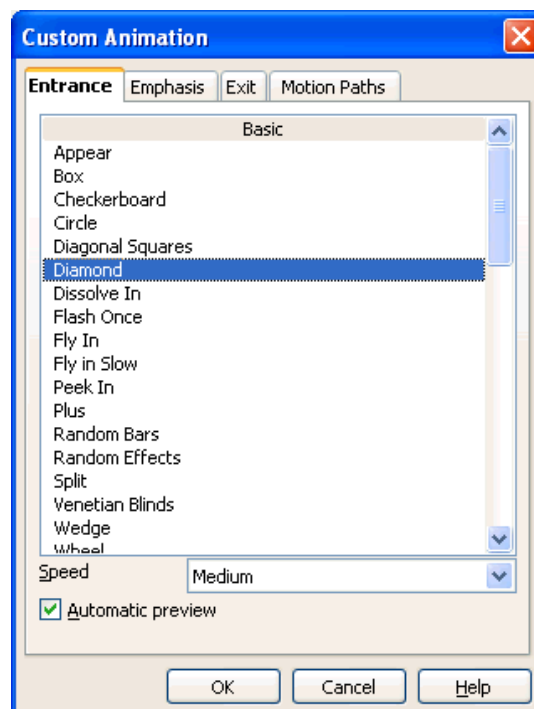 Custom Animation
Entrance Emphasis Exit Motion Paths
Basic
Appear
Box
Checkerboard
Circle
Diagonal Squares
Diamond
Dissolve In
Flash Once
Fly In
Fly in Slow
Peek In
Plus
Random Bars
Random Effects
Split
Venetian Blinds
Wedge
Wheel
Speed Medium
Automatic preview
OK Cancel Help